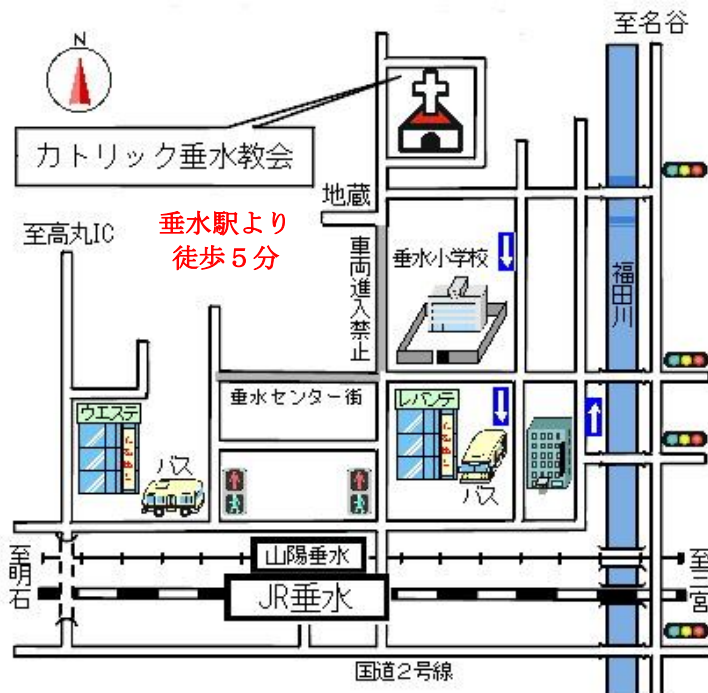 至名谷
N
カトリック垂水教会
地蔵
垂水駅より
徒歩５分
至高丸IC
車両進入禁止
垂水小学校
福田川
垂水センター街
ウエステ
レバンテ
バス
バス
至明石
山陽垂水
至三宮
JR垂水
国道2号線